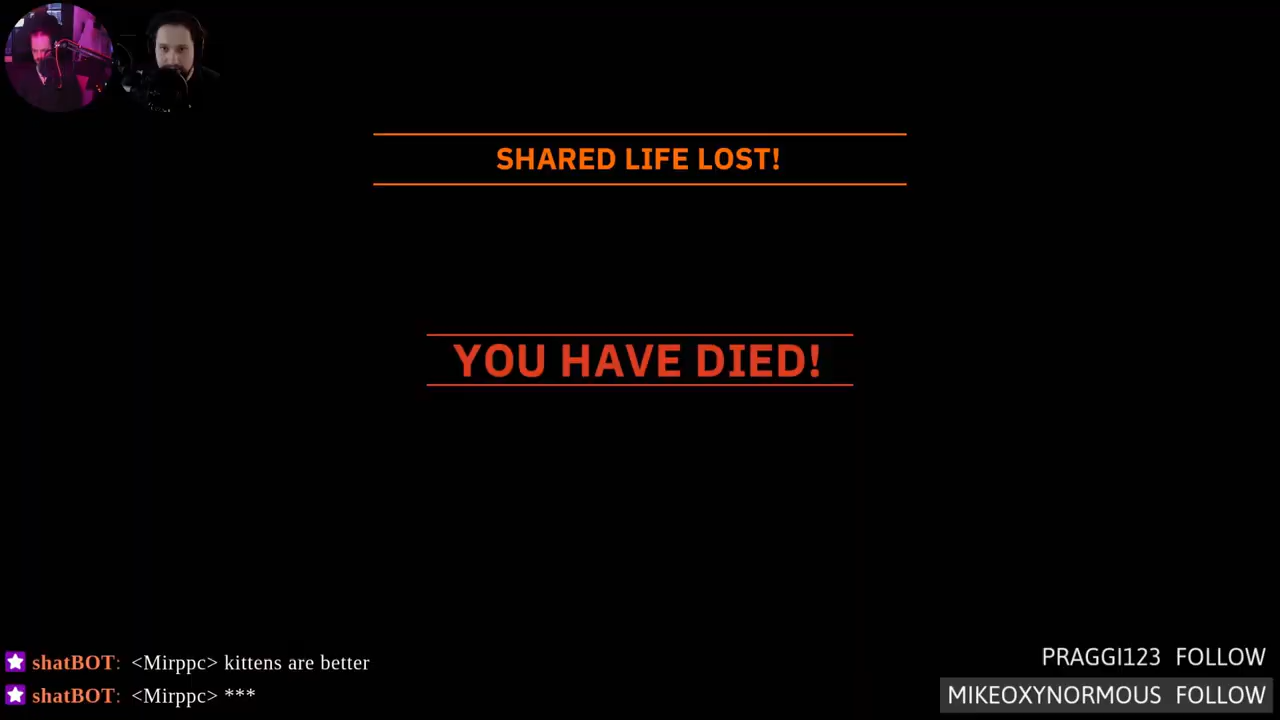 SHARED LIFE LOST!
YOU HAVE DIED!
shatBOT: <Mirppc> kittens are better
shatBOT: <Mirppc> ***
PRAGGI123 FOLLOW
MIKEOXYNORMOUS FOLLOW